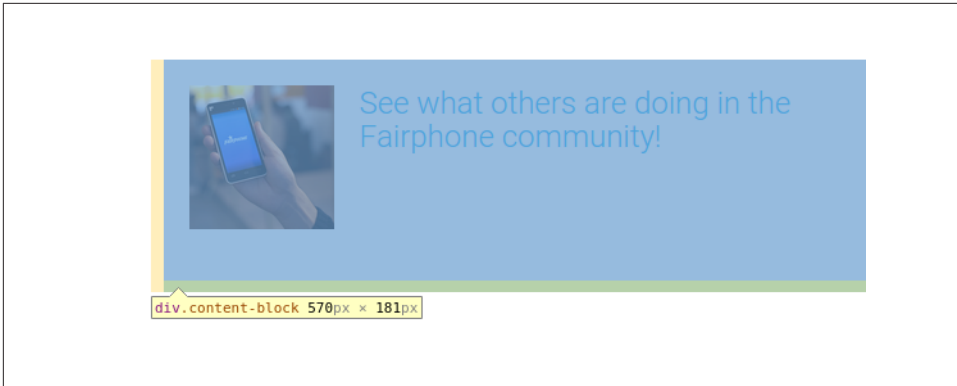 See what others are doing in the
Fairphone community!
div.content-block 570px × 181px